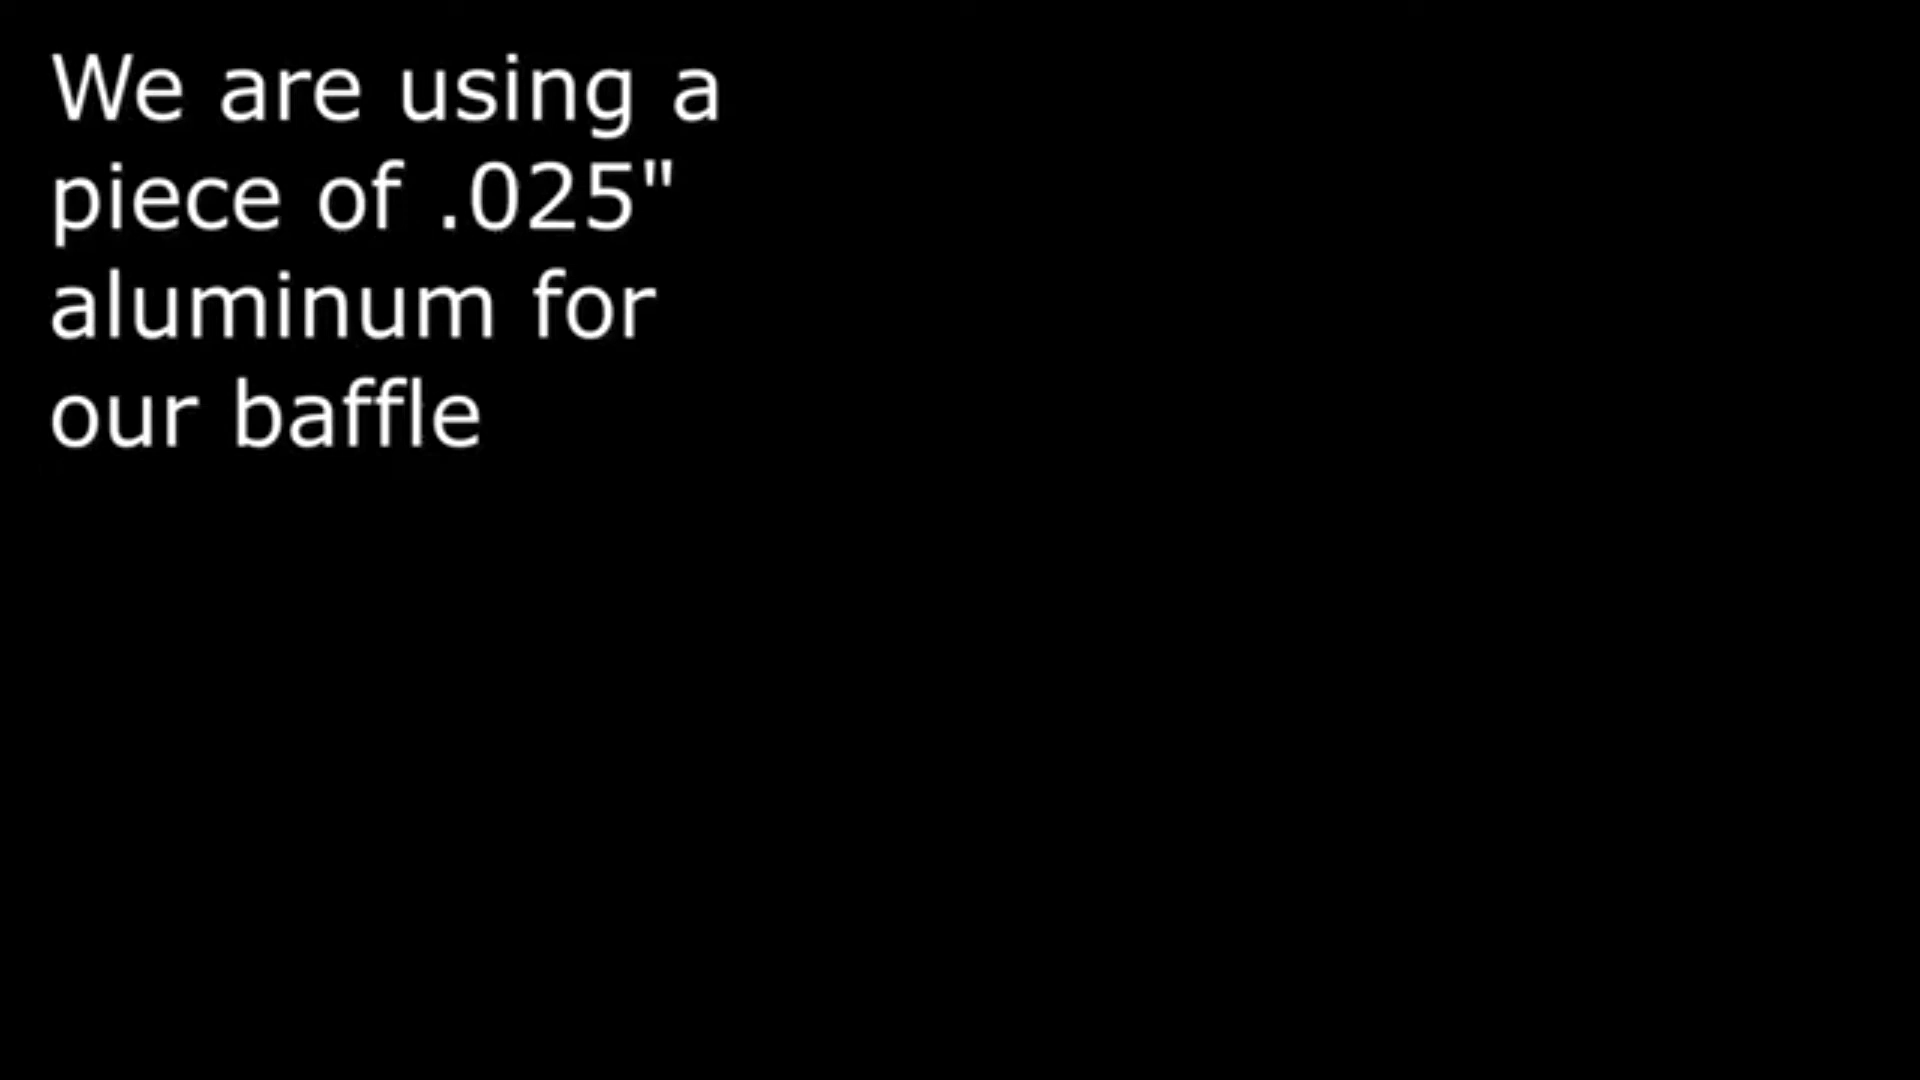 We are using a
piece of .025"
aluminum for
our baffle